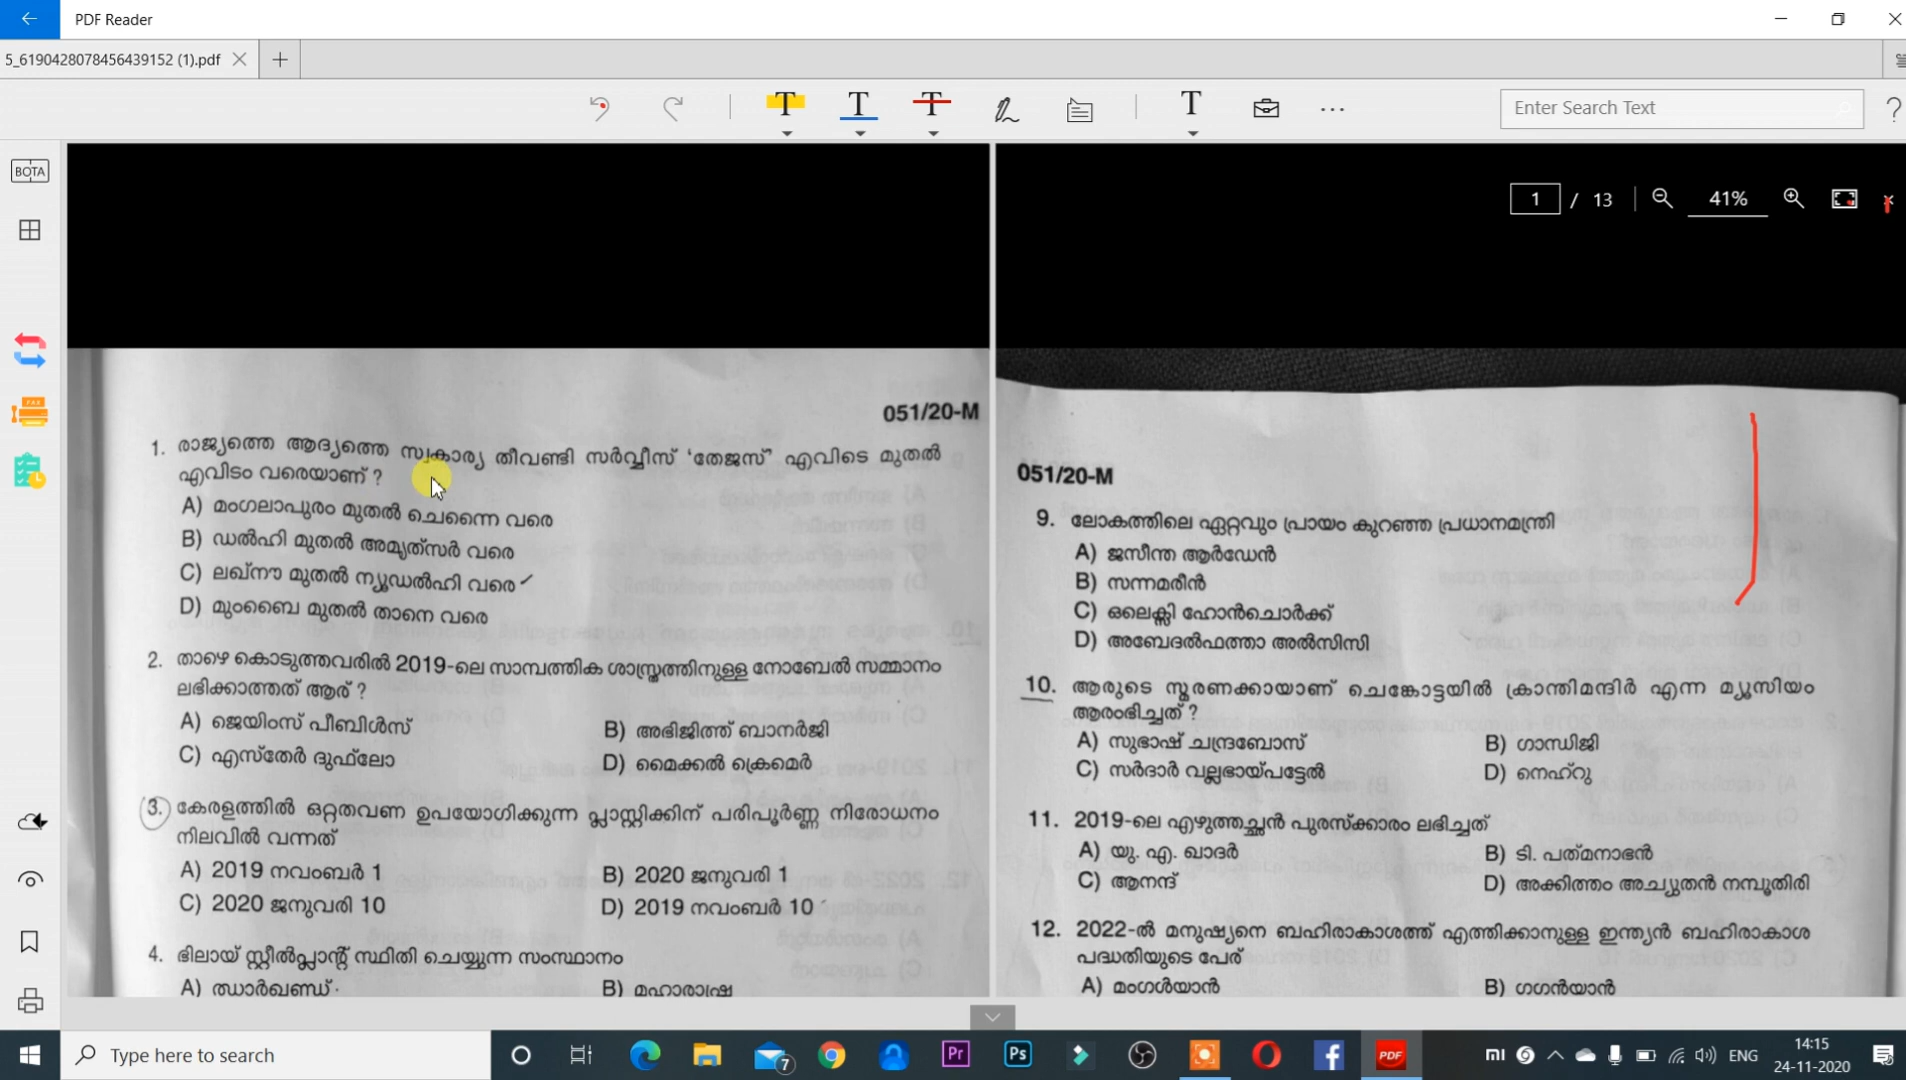 PDF Reader
5_6190428078456439152 (1).pdf
Enter Search Text
BOTA
1 / 13 41%
051/20-M
1. രാജ്യത്തെ ആദ്യത്തെ സ്വകാര്യ തീവണ്ടി സർവ്വീസ് 'തേജസ്' എവിടെ മുതൽ
എവിടം വരെയാണ് ?
A) മംഗലാപുരം മുതൽ ചെന്നൈ വരെ
B) ഡൽഹി മുതൽ അമൃത്സർ വരെ
C) ലഖ്നൗ മുതൽ ന്യൂഡൽഹി വരെ
D) മുംബൈ മുതൽ താനെ വരെ
2. താഴെ കൊടുത്തവരിൽ 2019-ലെ സാമ്പത്തിക ശാസ്ത്രത്തിനുള്ള നോബേൽ സമ്മാനം
ലഭിക്കാത്തത് ആര് ?
A) ജെയിംസ് പീബിൾസ് B) അഭിജിത്ത് ബാനർജി
C) എസ്തേർ ദുഫ്ലോ D) മൈക്കൽ ക്രെമെർ
3. കേരളത്തിൽ ഒറ്റതവണ ഉപയോഗിക്കുന്ന പ്ലാസ്റ്റിക്കിന് പരിപൂർണ്ണ നിരോധനം
നിലവിൽ വന്നത്
A) 2019 നവംബർ 1 B) 2020 ജനുവരി 1
C) 2020 ജനുവരി 10 D) 2019 നവംബർ 10
4. ഭിലായ് സ്റ്റീൽപ്ലാന്റ് സ്ഥിതി ചെയ്യുന്ന സംസ്ഥാനം
A) ഝാർഖണ്ഡ് B) മഹാരാഷ്ട്ര
051/20-M
9. ലോകത്തിലെ ഏറ്റവും പ്രായം കുറഞ്ഞ പ്രധാനമന്ത്രി
A) ജസീന്ത ആർഡേൻ
B) സന്നമരീൻ
C) ഒലെക്സി ഹോൻചൊർക്ക്
D) അബേദൽഫത്താ അൽസിസി
10. ആരുടെ സ്മരണക്കായാണ് ചെങ്കോട്ടയിൽ ക്രാന്തിമന്ദിർ എന്ന മ്യൂസിയം
ആരംഭിച്ചത് ?
A) സുഭാഷ് ചന്ദ്രബോസ് B) ഗാന്ധിജി
C) സർദാർ വല്ലഭായ്പട്ടേൽ D) നെഹ്റു
11. 2019-ലെ എഴുത്തച്ഛൻ പുരസ്ക്കാരം ലഭിച്ചത്
A) യു. എ. ഖാദർ B) ടി. പത്മനാഭൻ
C) ആനന്ദ് D) അക്കിത്തം അച്യുതൻ നമ്പൂതിരി
12. 2022-ൽ മനുഷ്യനെ ബഹിരാകാശത്ത് എത്തിക്കാനുള്ള ഇന്ത്യൻ ബഹിരാകാശ
പദ്ധതിയുടെ പേര്
A) മംഗൾയാൻ B) ഗഗൻയാൻ
Type here to search
7
Pr
Ps
PDF
mi
ENG
14:15
24-11-2020